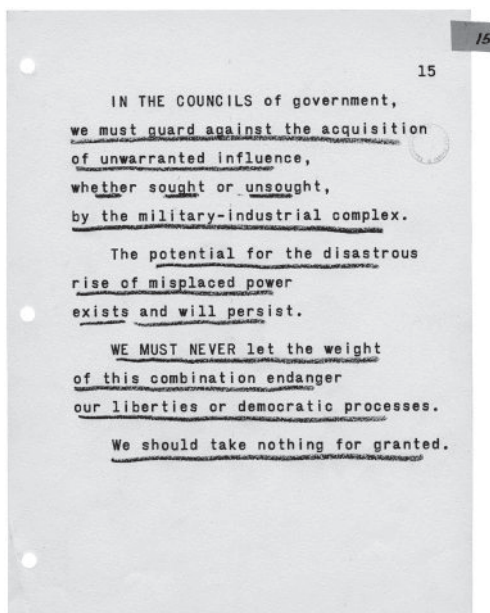 15
15
IN THE COUNCILS of government,
we must guard against the acquisition
of unwarranted influence,
whether sought or unsought,
by the military-industrial complex.
The potential for the disastrous
rise of misplaced power
exists and will persist.
WE MUST NEVER let the weight
of this combination endanger
our liberties or democratic processes.
We should take nothing for granted.